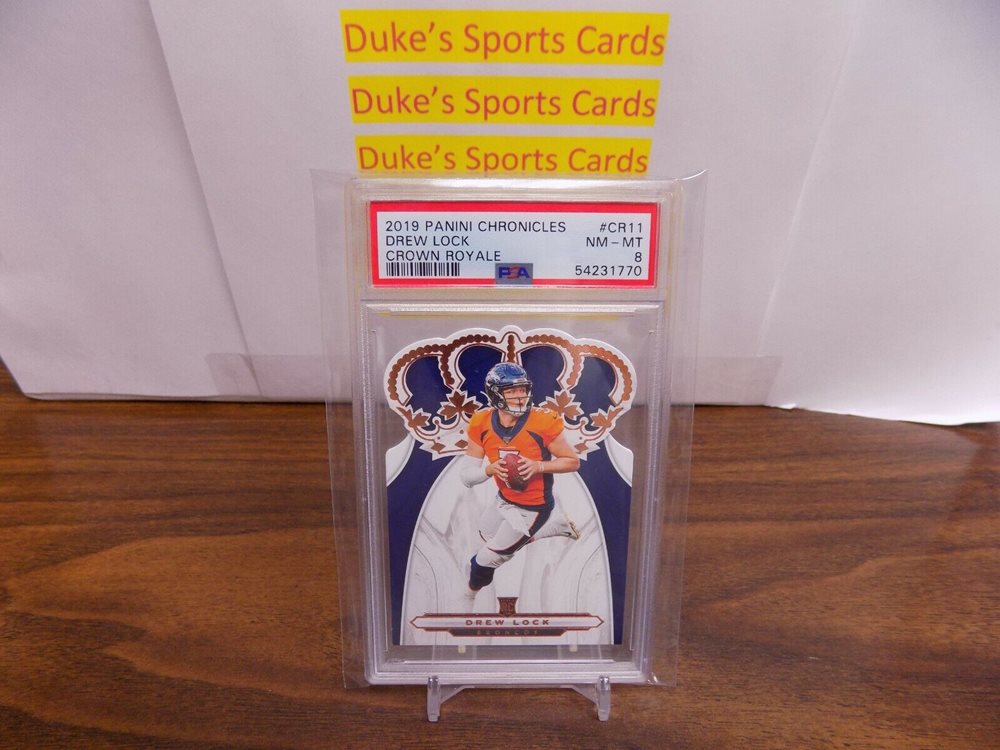 Duke's Sports Cards
Duke's Sports Cards
Duke's Sports Cards
2019 PANINI CHRONICLES #CR11
DREW LOCK NM - MT
CROWN ROYALE 8
PSA 54231770
RC
DREW LOCK
BRONCOS